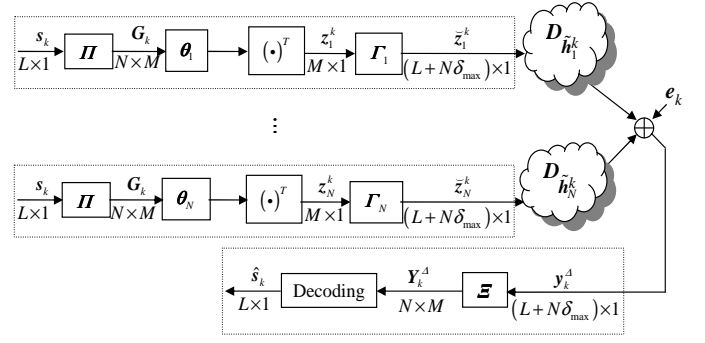 s_k L×1 Π G_k N×M θ_1 (·)^T z_1^k M×1 Γ_1 z̆_1^k (L+Nδ_max)×1 D_{h̃_1^k}
e_k
⋮
s_k L×1 Π G_k N×M θ_N (·)^T z_N^k M×1 Γ_N z̆_N^k (L+Nδ_max)×1 D_{h̃_N^k}
ŝ_k L×1 Decoding Y_k^Δ N×M Ξ y_k^Δ (L+Nδ_max)×1